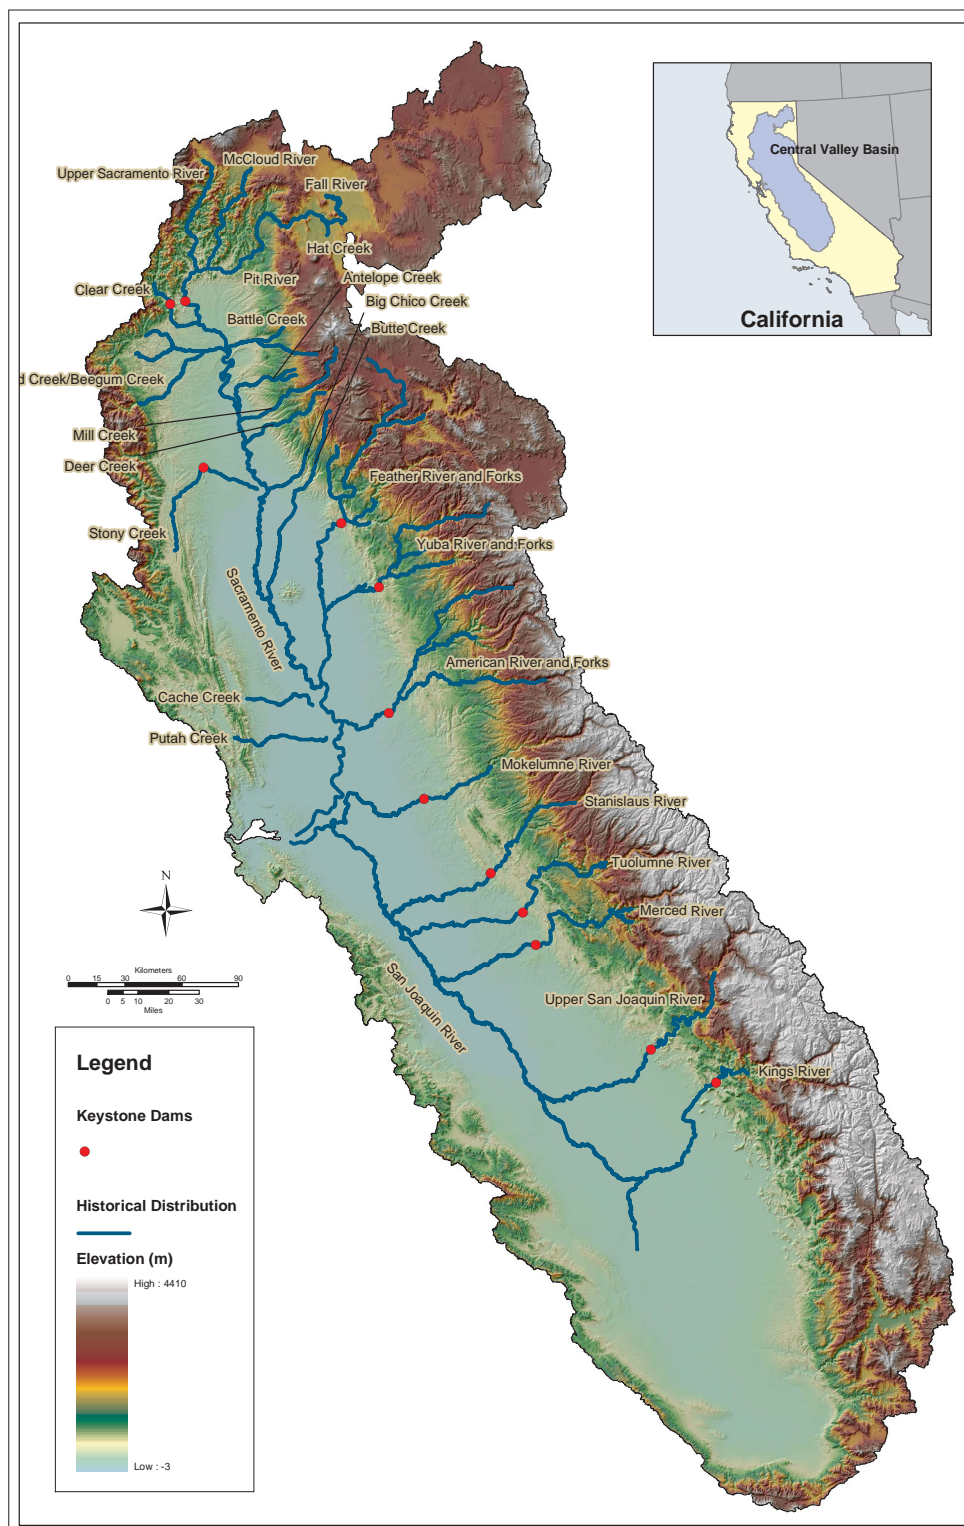 McCloud River
Upper Sacramento River
Fall River
Central Valley Basin
California
Hat Creek
Pit River
Antelope Creek
Clear Creek
Big Chico Creek
Battle Creek
Butte Creek
d Creek/Beegum Creek
Mill Creek
Deer Creek
Feather River and Forks
Stony Creek
Yuba River and Forks
Sacramento River
American River and Forks
Cache Creek
Putah Creek
Mokelumne River
Stanislaus River
Tuolumne River
Merced River
N
San Joaquin River
Upper San Joaquin River
Kings River
Kilometers
0 15 30 60 90
0 5 10 20 30
Miles
Legend
Keystone Dams
Historical Distribution
Elevation (m)
High : 4410
Low : -3